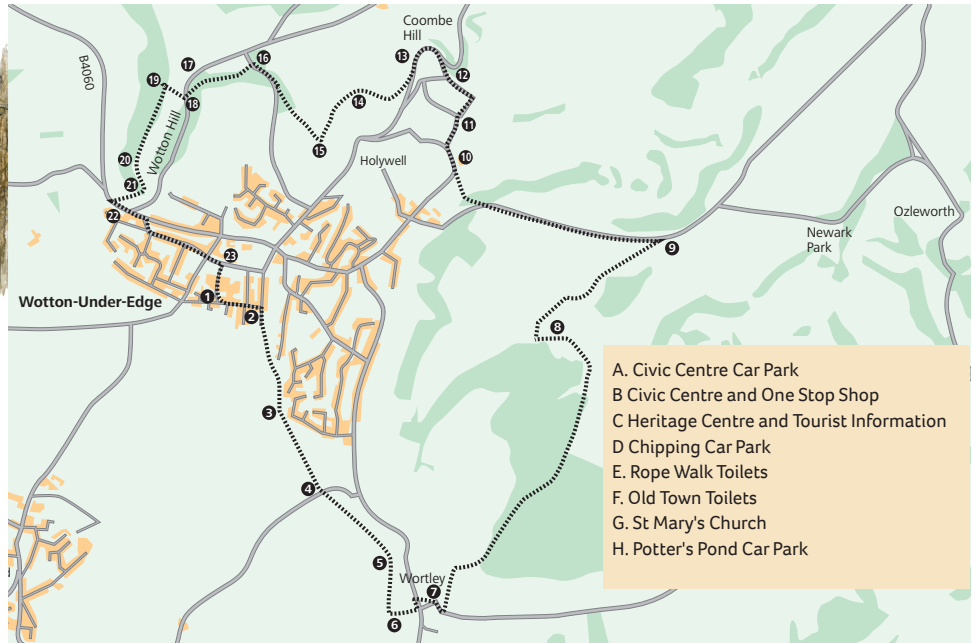 Coombe
Hill
B4060
17
16
13
12
19
18
14
11
Wotton Hill
15
10
20
Holywell
21
22
Ozleworth
Newark
Park
23
9
Wotton-Under-Edge
1
2
8
A. Civic Centre Car Park
B Civic Centre and One Stop Shop
C Heritage Centre and Tourist Information
D Chipping Car Park
E. Rope Walk Toilets
F. Old Town Toilets
G. St Mary's Church
H. Potter's Pond Car Park
3
4
5
Wortley
7
6